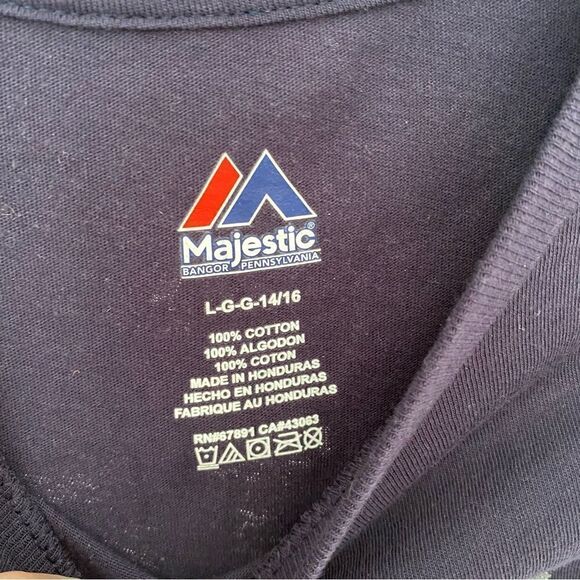 Majestic®
BANGOR PENNSYLVANIA
L-G-G-14/16
100% COTTON
100% ALGODON
100% COTON
MADE IN HONDURAS
HECHO EN HONDURAS
FABRIQUE AU HONDURAS
RN#67891 CA#43063